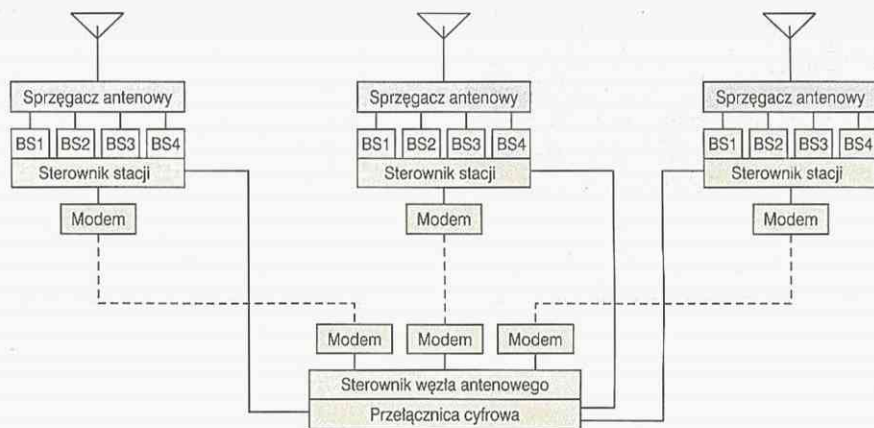 Sprzęgacz antenowy
BS1 BS2 BS3 BS4
Sterownik stacji
Modem
Sprzęgacz antenowy
BS1 BS2 BS3 BS4
Sterownik stacji
Modem
Sprzęgacz antenowy
BS1 BS2 BS3 BS4
Sterownik stacji
Modem
Modem
Modem
Modem
Sterownik węzła antenowego
Przełącznica cyfrowa